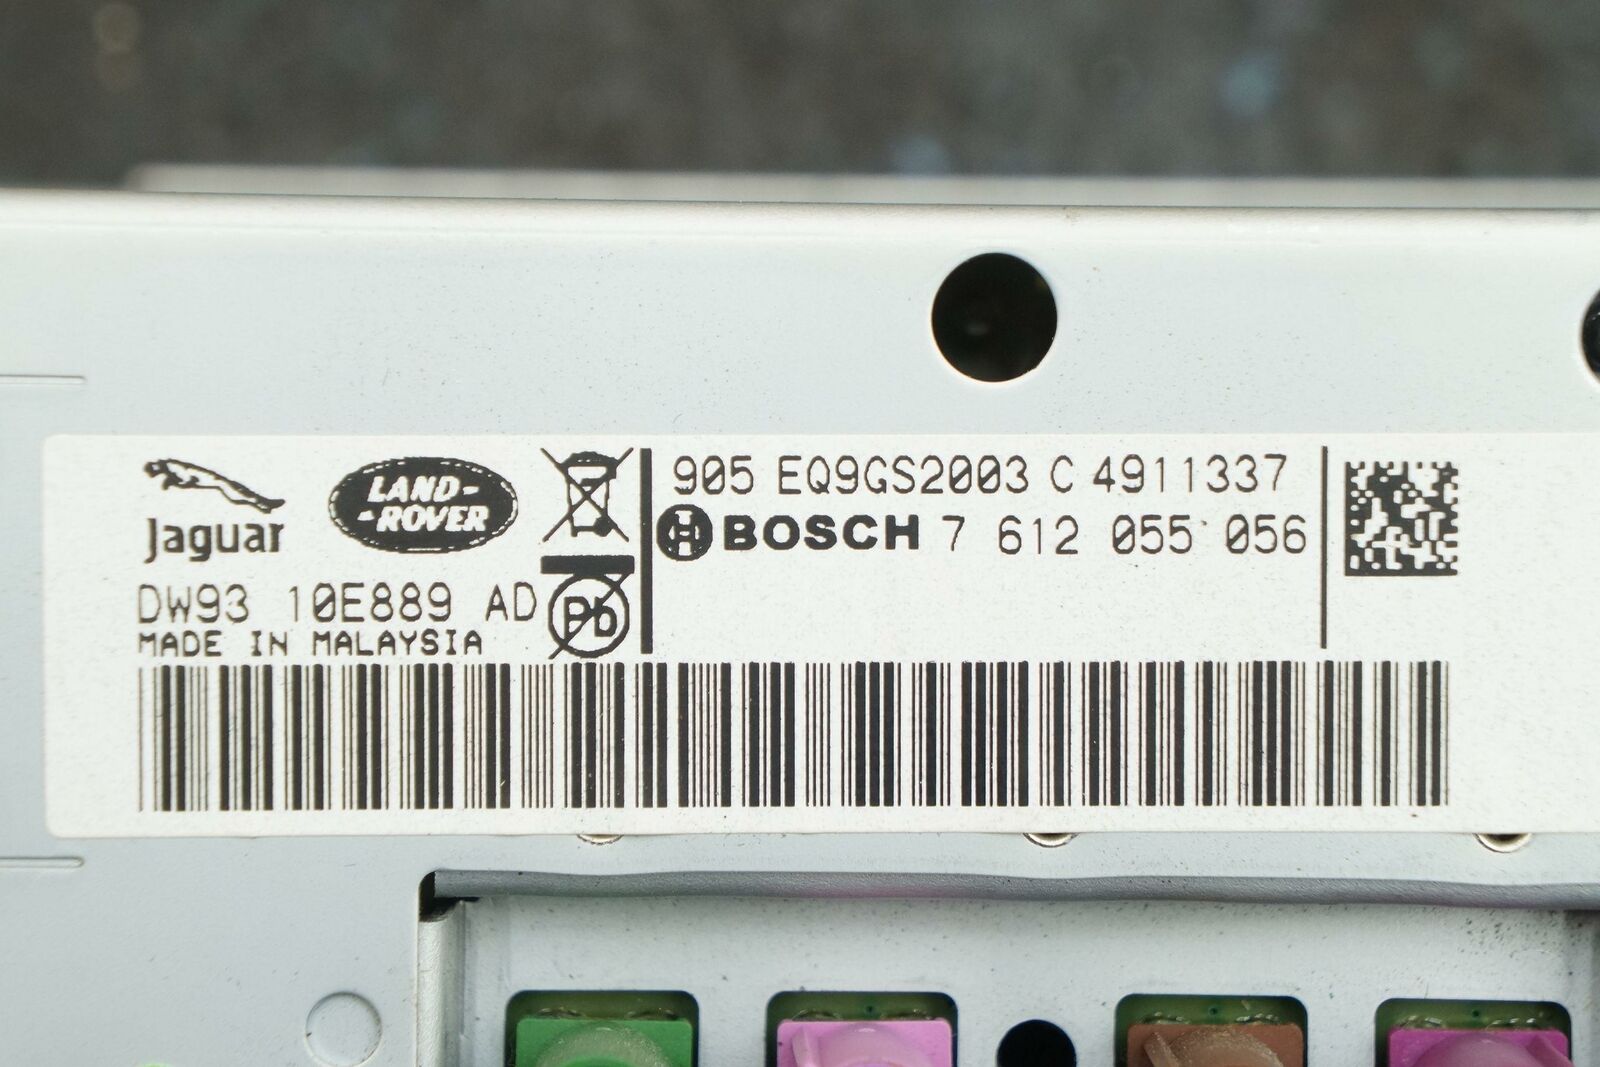 Jaguar
LAND-
-ROVER
DW93 10E889 AD
MADE IN MALAYSIA
Pb
905 EQ9GS2003 C 4911337
BOSCH 7 612 055 056